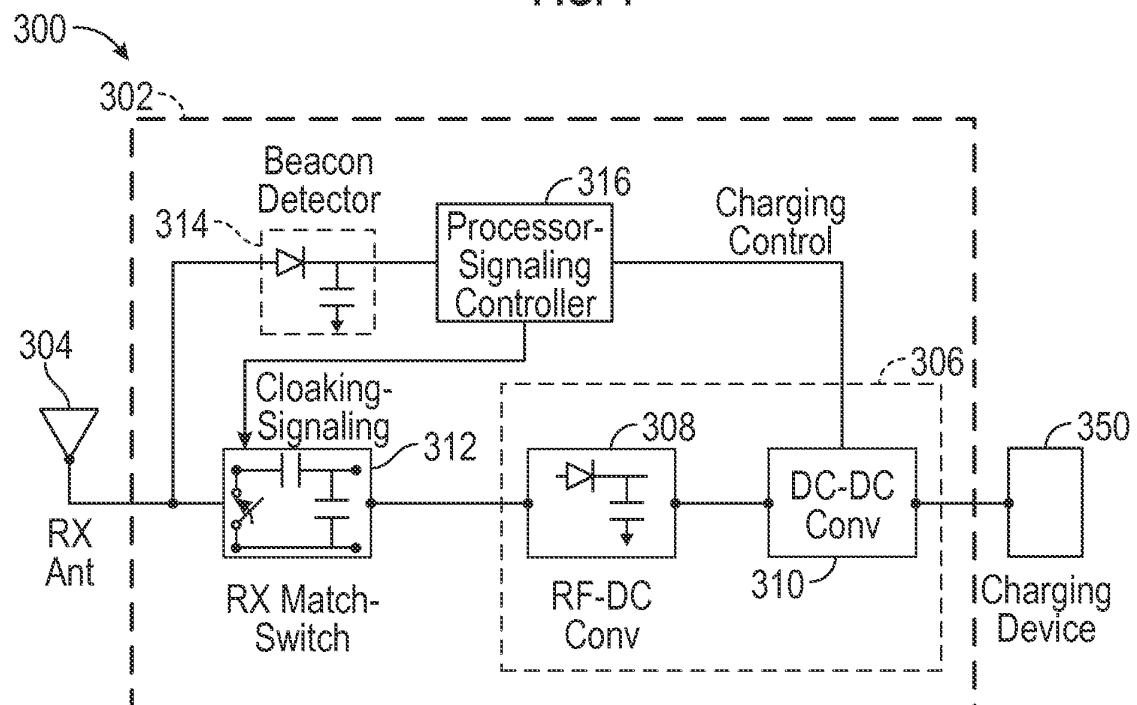 300
302
Beacon
Detector
314
316
Processor-
Signaling
Controller
Charging
Control
304
Cloaking-
Signaling
306
308
312
350
DC-DC
Conv
RX
Ant
RX Match-
Switch
RF-DC
Conv
310
Charging
Device